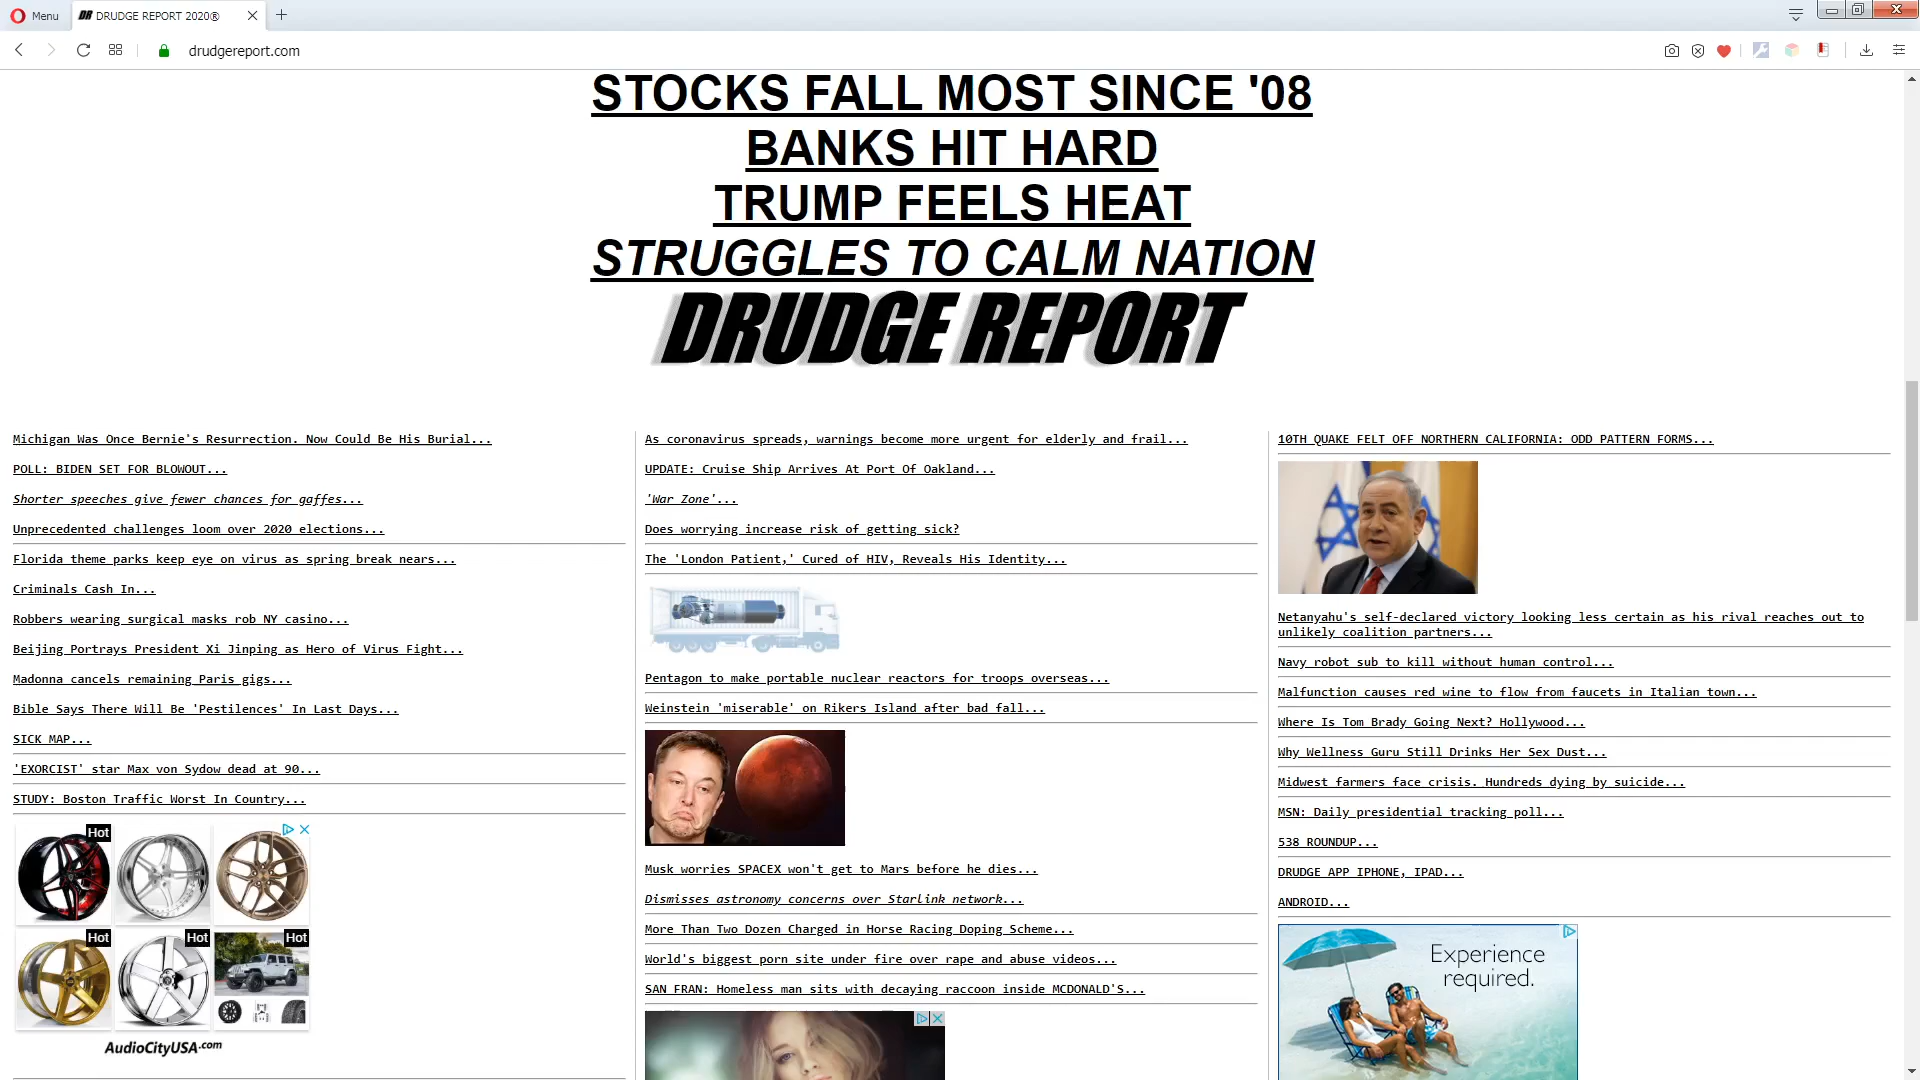 Menu
DR DRUDGE REPORT 2020®
drudgereport.com
STOCKS FALL MOST SINCE '08
BANKS HIT HARD
TRUMP FEELS HEAT
STRUGGLES TO CALM NATION
DRUDGE REPORT
Michigan Was Once Bernie's Resurrection. Now Could Be His Burial...
POLL: BIDEN SET FOR BLOWOUT...
Shorter speeches give fewer chances for gaffes...
Unprecedented challenges loom over 2020 elections...
Florida theme parks keep eye on virus as spring break nears...
Criminals Cash In...
Robbers wearing surgical masks rob NY casino...
Beijing Portrays President Xi Jinping as Hero of Virus Fight...
Madonna cancels remaining Paris gigs...
Bible Says There Will Be 'Pestilences' In Last Days...
SICK MAP...
'EXORCIST' star Max von Sydow dead at 90...
STUDY: Boston Traffic Worst In Country...
Hot
Hot Hot Hot
AudioCityUSA.com
As coronavirus spreads, warnings become more urgent for elderly and frail...
UPDATE: Cruise Ship Arrives At Port Of Oakland...
'War Zone'...
Does worrying increase risk of getting sick?
The 'London Patient,' Cured of HIV, Reveals His Identity...
Pentagon to make portable nuclear reactors for troops overseas...
Weinstein 'miserable' on Rikers Island after bad fall...
Musk worries SPACEX won't get to Mars before he dies...
Dismisses astronomy concerns over Starlink network...
More Than Two Dozen Charged in Horse Racing Doping Scheme...
World's biggest porn site under fire over rape and abuse videos...
SAN FRAN: Homeless man sits with decaying raccoon inside MCDONALD'S...
10TH QUAKE FELT OFF NORTHERN CALIFORNIA: ODD PATTERN FORMS...
Netanyahu's self-declared victory looking less certain as his rival reaches out to
unlikely coalition partners...
Navy robot sub to kill without human control...
Malfunction causes red wine to flow from faucets in Italian town...
Where Is Tom Brady Going Next? Hollywood...
Why Wellness Guru Still Drinks Her Sex Dust...
Midwest farmers face crisis. Hundreds dying by suicide...
MSN: Daily presidential tracking poll...
538 ROUNDUP...
DRUDGE APP IPHONE, IPAD...
ANDROID...
Experience
required.